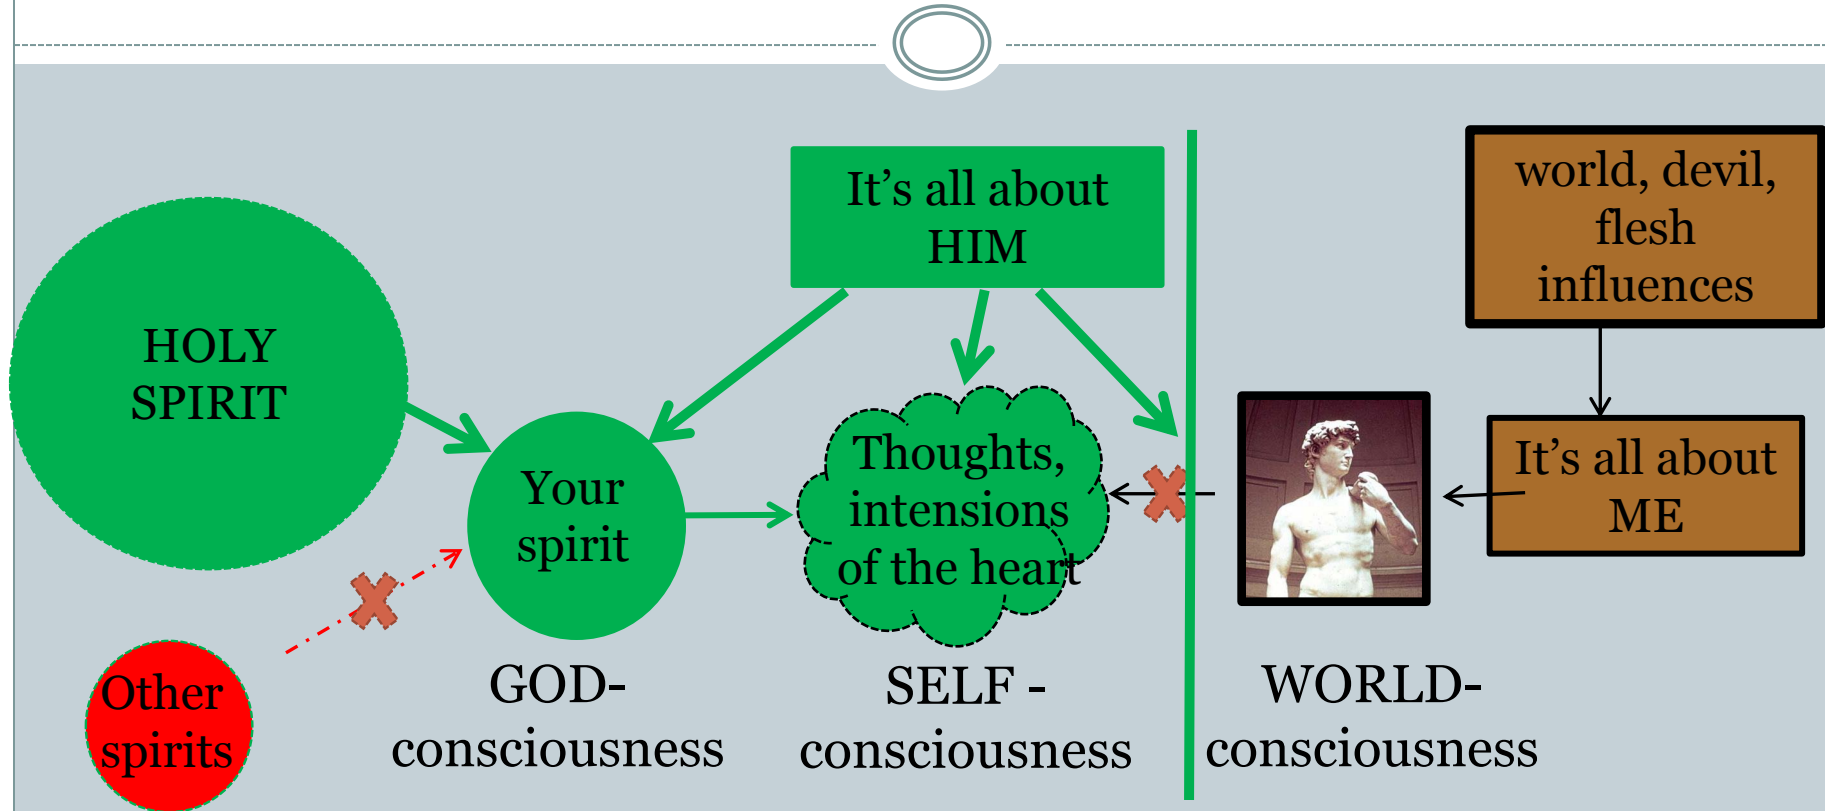 It's all about
HIM
world, devil,
flesh
influences
HOLY
SPIRIT
Your
spirit
Thoughts,
intensions
of the heart
It's all about
ME
Other
spirits
GOD-
consciousness
SELF -
consciousness
WORLD-
consciousness